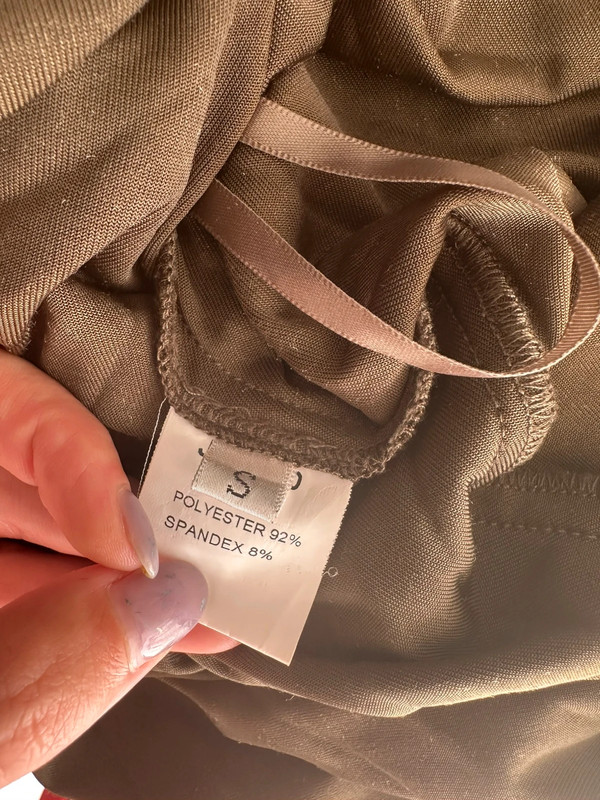 S
POLYESTER 92%
SPANDEX 8%